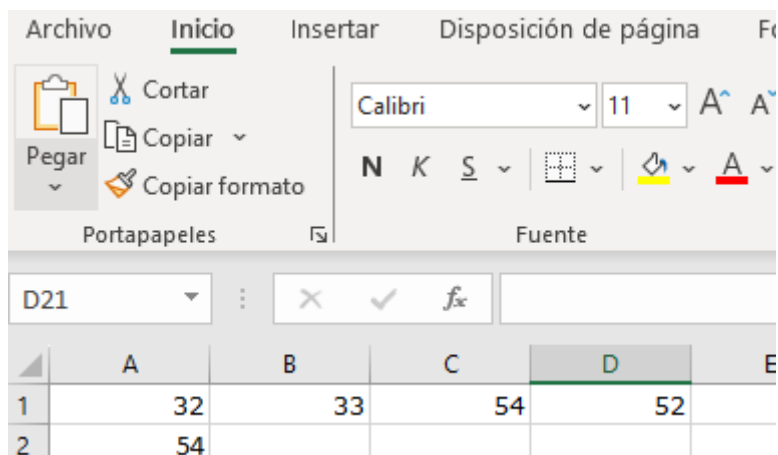 Archivo Inicio Insertar Disposición de página
Cortar
Calibri 11 A A
Copiar
Pegar
N K S A
Copiar formato
Portapapeles Fuente
D21 fx
A B C D E
1 32 33 54 52
2 54